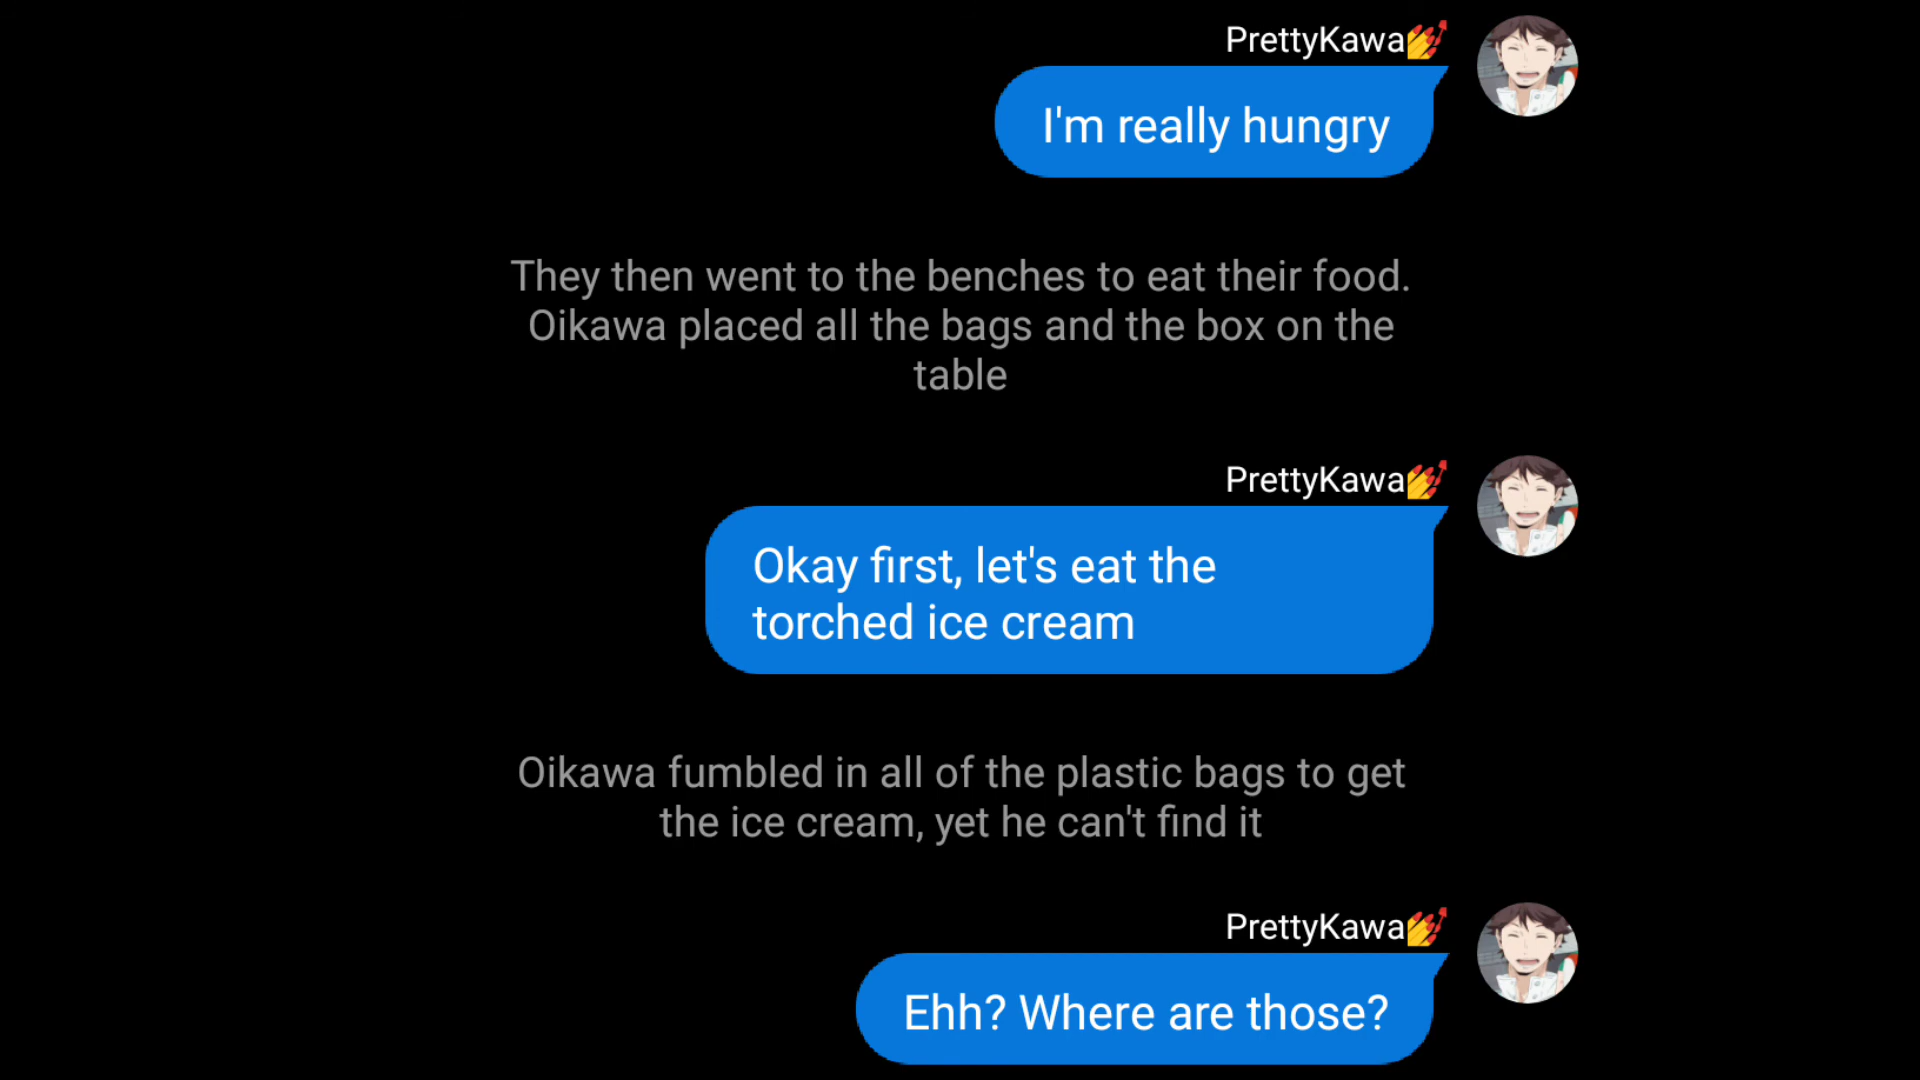 PrettyKawa💅
I'm really hungry
They then went to the benches to eat their food.
Oikawa placed all the bags and the box on the
table
PrettyKawa💅
Okay first, let's eat the
torched ice cream
Oikawa fumbled in all of the plastic bags to get
the ice cream, yet he can't find it
PrettyKawa💅
Ehh? Where are those?